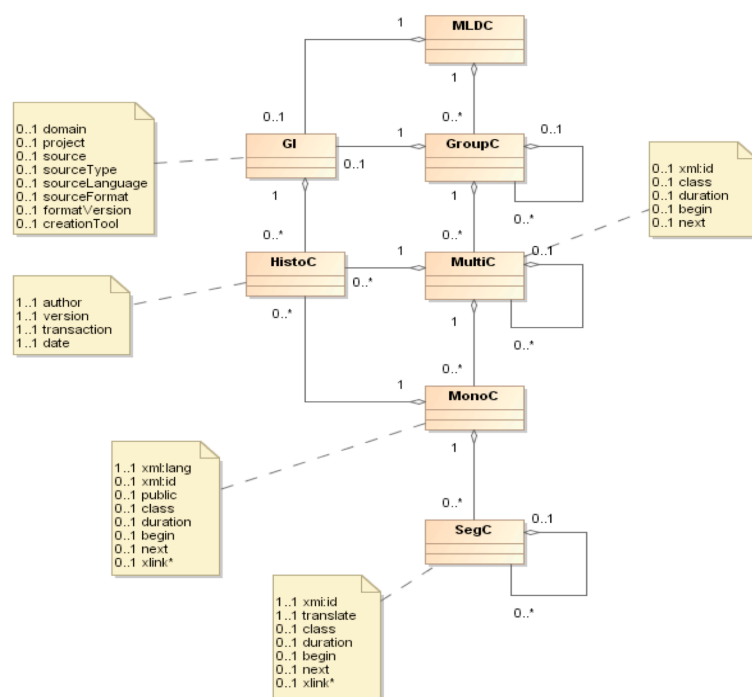 MLDC
1
1
0..1
0..*
0..1 domain
0..1 project
0..1 source
0..1 sourceType
0..1 sourceLanguage
0..1 sourceFormat
0..1 formatVersion
0..1 creationTool
GI
1
0..1
GroupC
0..1
0..*
1
1
0..*
0..*
0..1 xml:id
0..1 class
0..1 duration
0..1 begin
0..1 next
HistoC
1
0..*
MultiC
0..1
0..*
1..1 author
1..1 version
1..1 transaction
1..1 date
0..*
1
0..*
1
MonoC
1
1..1 xml:lang
0..1 xml:id
0..1 public
0..1 class
0..1 duration
0..1 begin
0..1 next
0..1 xlink*
0..*
SegC
0..1
0..*
1..1 xmi:id
1..1 translate
0..1 class
0..1 duration
0..1 begin
0..1 next
0..1 xlink*